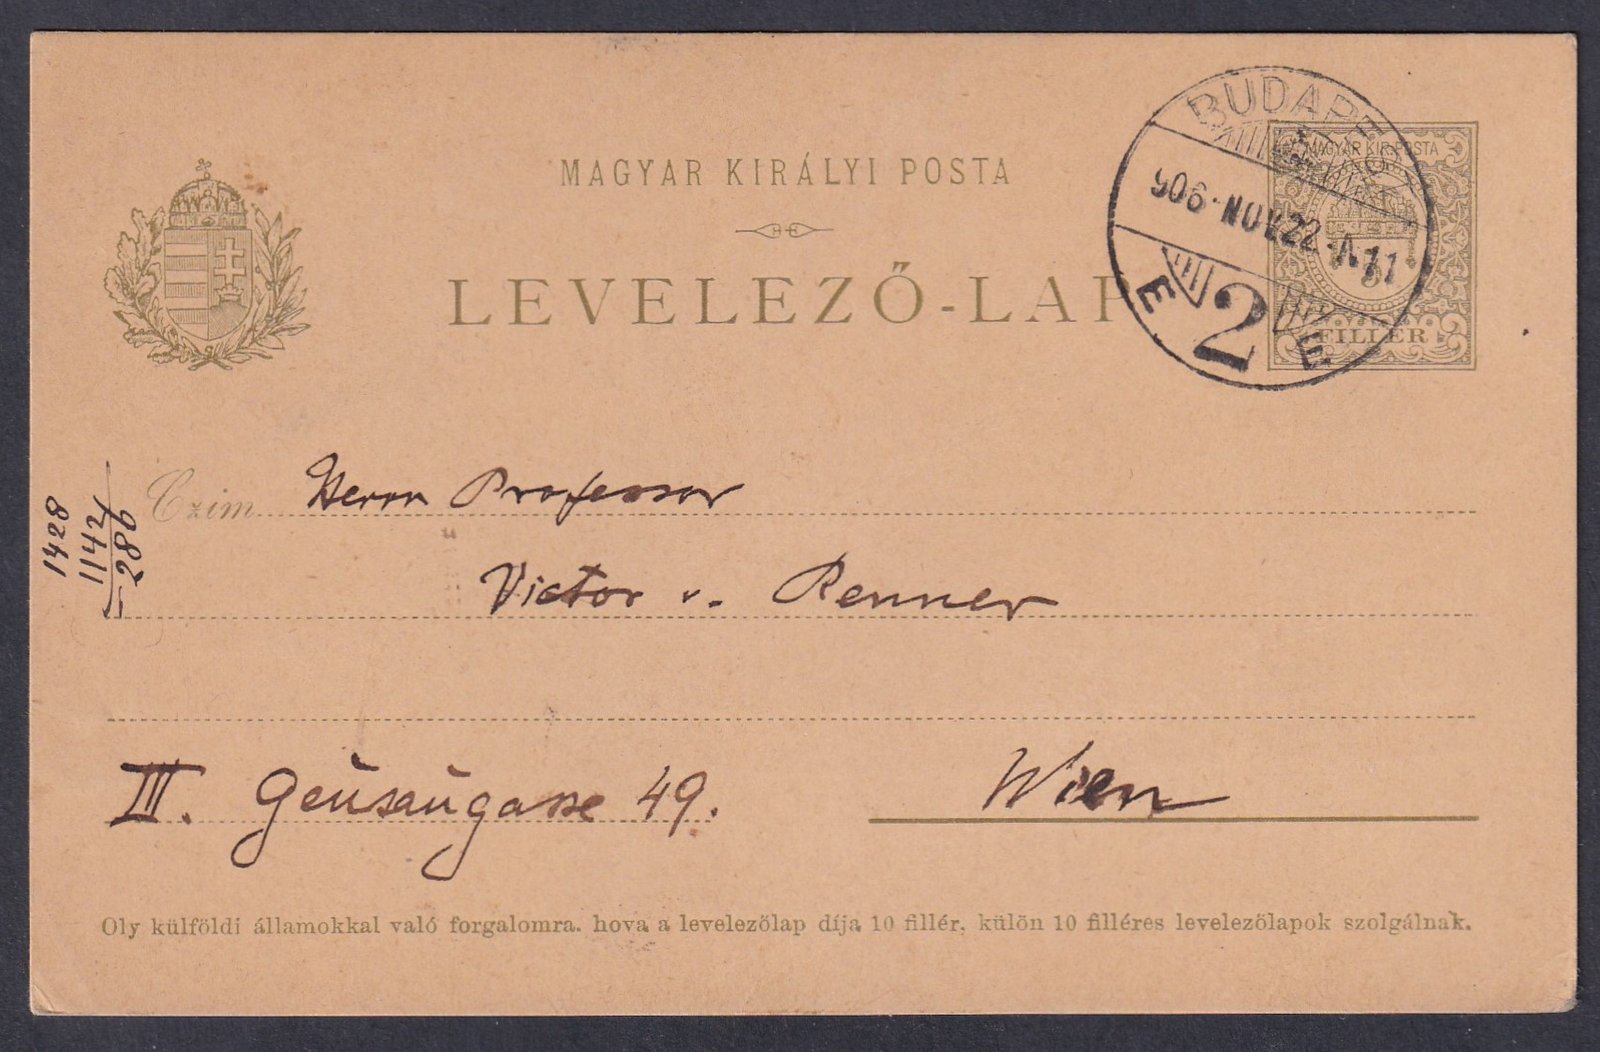 MAGYAR KIRÁLYI POSTA
LEVELEZŐ-LAP
BUDAPEST
906·NOV.22·
E 2 E
MAGYAR KIR. POSTA
FILLÉR
1428
1142
286
Czim Herrn Professor
Victor v. Renner
III. Geusaugasse 49. Wien
Oly külföldi államokkal való forgalomra. hova a levelezőlap díja 10 fillér, külön 10 filléres levelezőlapok szolgálnak.